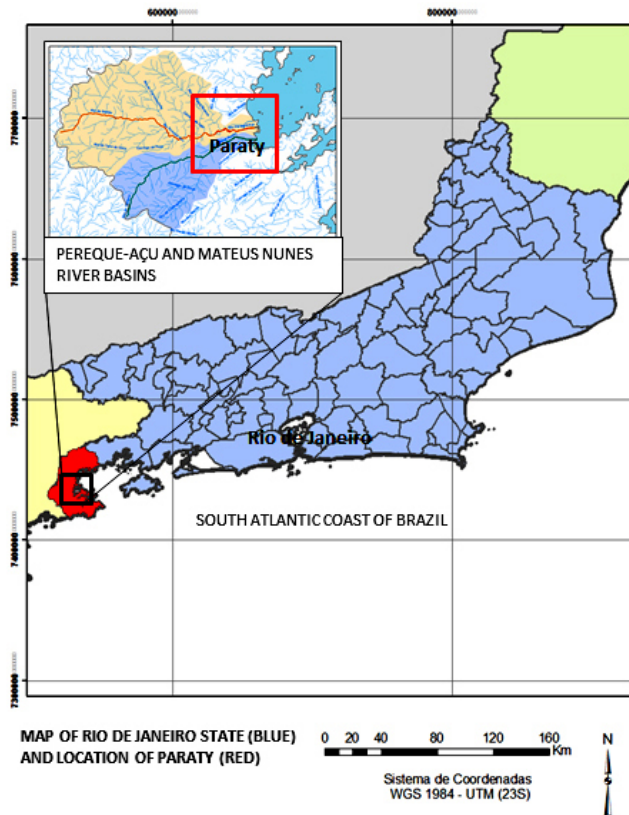 600000
800000
7700000
Paraty
PEREQUE-AÇU AND MATEUS NUNES
RIVER BASINS
7600000
7500000
Rio de Janeiro
SOUTH ATLANTIC COAST OF BRAZIL
7400000
7300000
MAP OF RIO DE JANEIRO STATE (BLUE)
AND LOCATION OF PARATY (RED)
0 20 40 80 120 160
Km
N
Sistema de Coordenadas
WGS 1984 - UTM (23S)